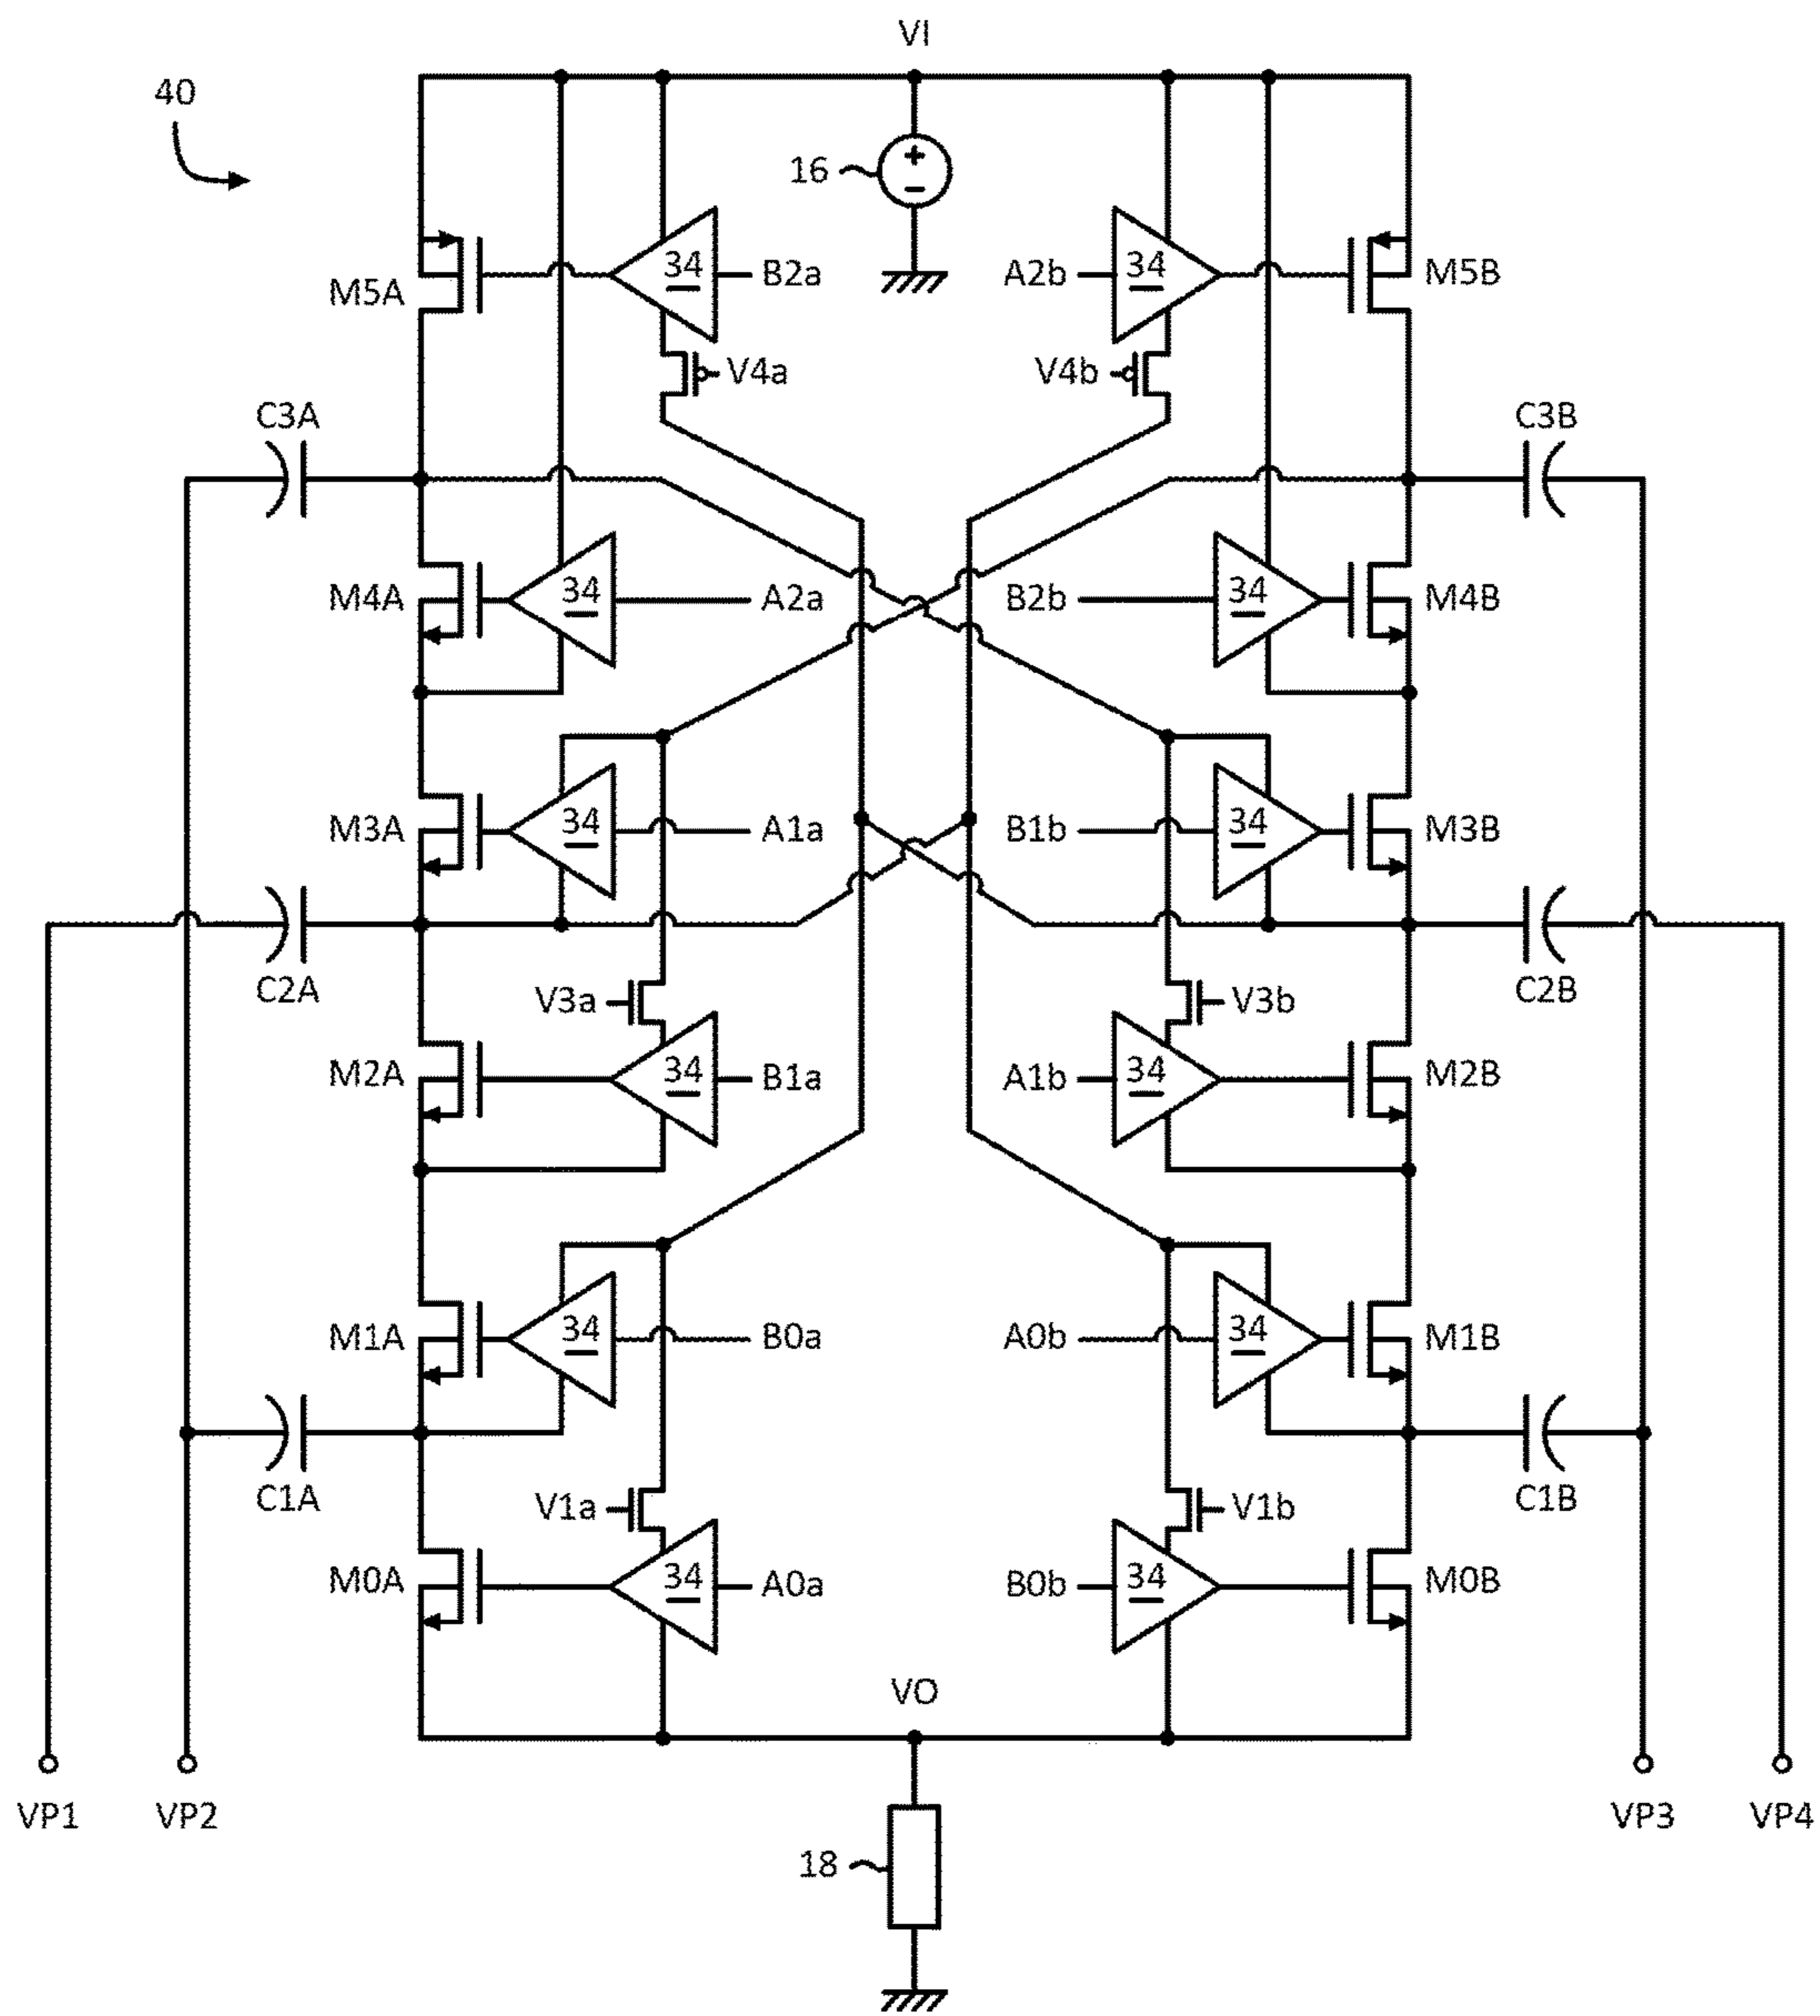 VI
40
16
34
B2a
A2b
34
M5A
M5B
V4a
V4b
C3A
C3B
M4A
34
A2a
B2b
34
M4B
M3A
34
A1a
B1b
34
M3B
C2A
V3a
V3b
C2B
M2A
34
B1a
A1b
34
M2B
M1A
34
B0a
A0b
34
M1B
C1A
V1a
V1b
C1B
M0A
34
A0a
B0b
34
M0B
VO
VP1
VP2
VP3
VP4
18